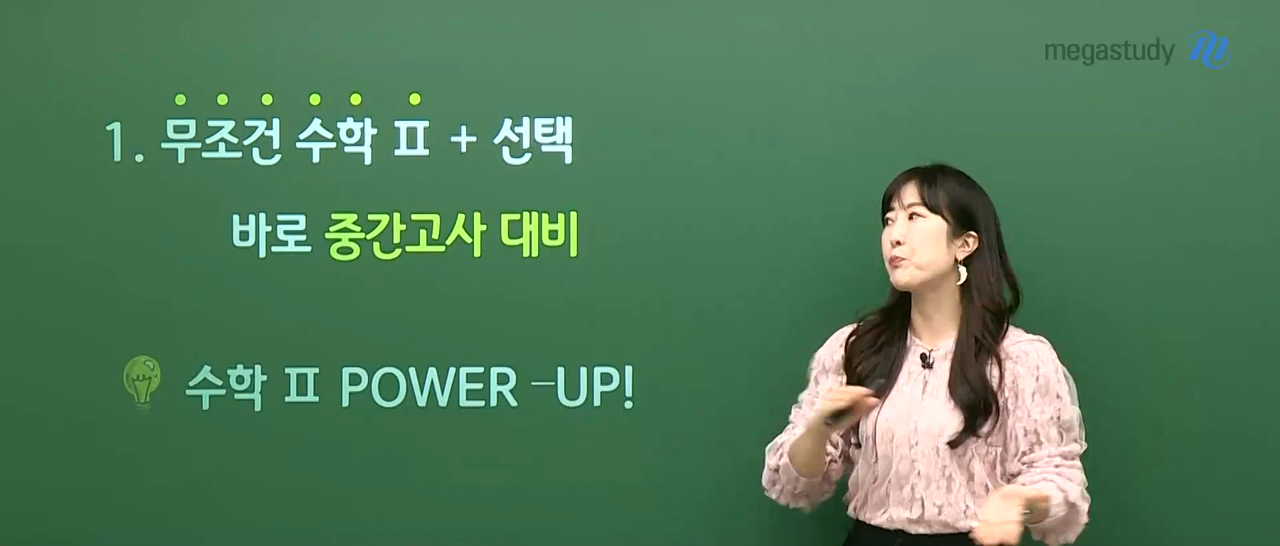 megastudy
1. 무조건 수학 Ⅱ + 선택
바로 중간고사 대비
수학 Ⅱ POWER –UP!